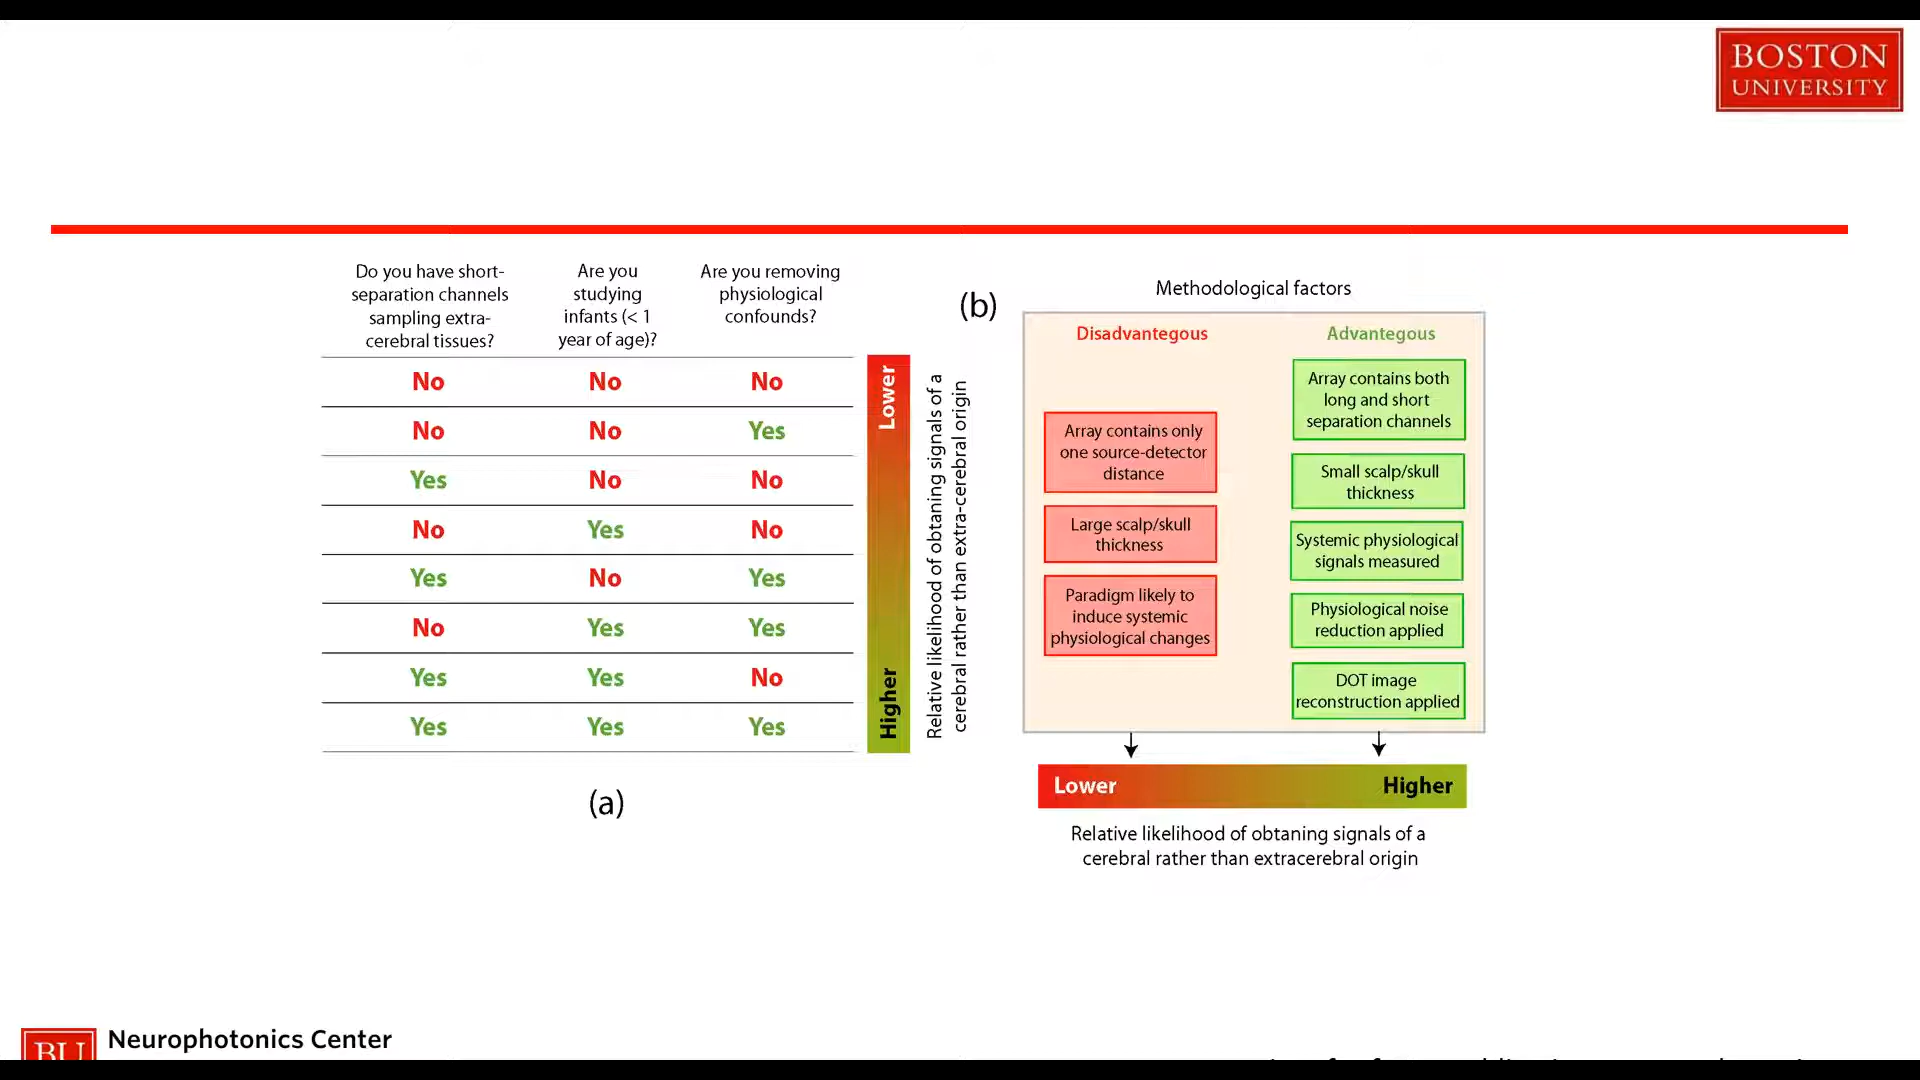 BOSTON
UNIVERSITY
Do you have short-
separation channels
sampling extra-
cerebral tissues?
Are you
studying
infants (< 1
year of age)?
Are you removing
physiological
confounds?
No No No
No No Yes
Yes No No
No Yes No
Yes No Yes
No Yes Yes
Yes Yes No
Yes Yes Yes
Lower
Higher
Relative likelihood of obtaning signals of a
cerebral rather than extra-cerebral origin
(a)
(b)
Methodological factors
Disadvantegous
Array contains only
one source-detector
distance
Large scalp/skull
thickness
Paradigm likely to
induce systemic
physiological changes
Advantegous
Array contains both
long and short
separation channels
Small scalp/skull
thickness
Systemic physiological
signals measured
Physiological noise
reduction applied
DOT image
reconstruction applied
Lower Higher
Relative likelihood of obtaning signals of a
cerebral rather than extracerebral origin
BU
Neurophotonics Center